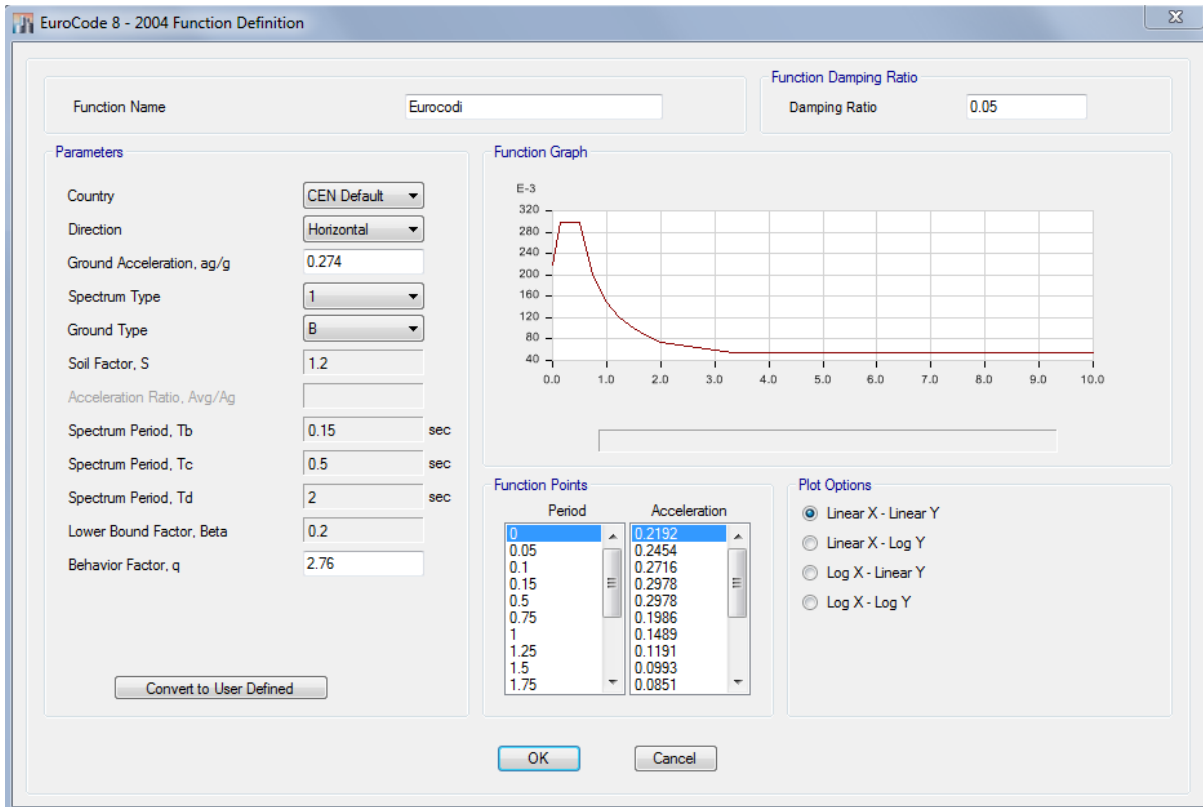 EuroCode 8 - 2004 Function Definition
Function Name
Eurocodi
Function Damping Ratio
Damping Ratio
0.05
Parameters
Country
CEN Default
Direction
Horizontal
Ground Acceleration, ag/g
0.274
Spectrum Type
1
Ground Type
B
Soil Factor, S
1.2
Acceleration Ratio, Avg/Ag
Spectrum Period, Tb
0.15
sec
Spectrum Period, Tc
0.5
sec
Spectrum Period, Td
2
sec
Lower Bound Factor, Beta
0.2
Behavior Factor, q
2.76
Convert to User Defined
Function Graph
E-3
320
280
240
200
160
120
80
40
0.0 1.0 2.0 3.0 4.0 5.0 6.0 7.0 8.0 9.0 10.0
Function Points
Period Acceleration
0 0.2192
0.05 0.2454
0.1 0.2716
0.15 0.2978
0.5 0.2978
0.75 0.1986
1 0.1489
1.25 0.1191
1.5 0.0993
1.75 0.0851
Plot Options
Linear X - Linear Y
Linear X - Log Y
Log X - Linear Y
Log X - Log Y
OK
Cancel